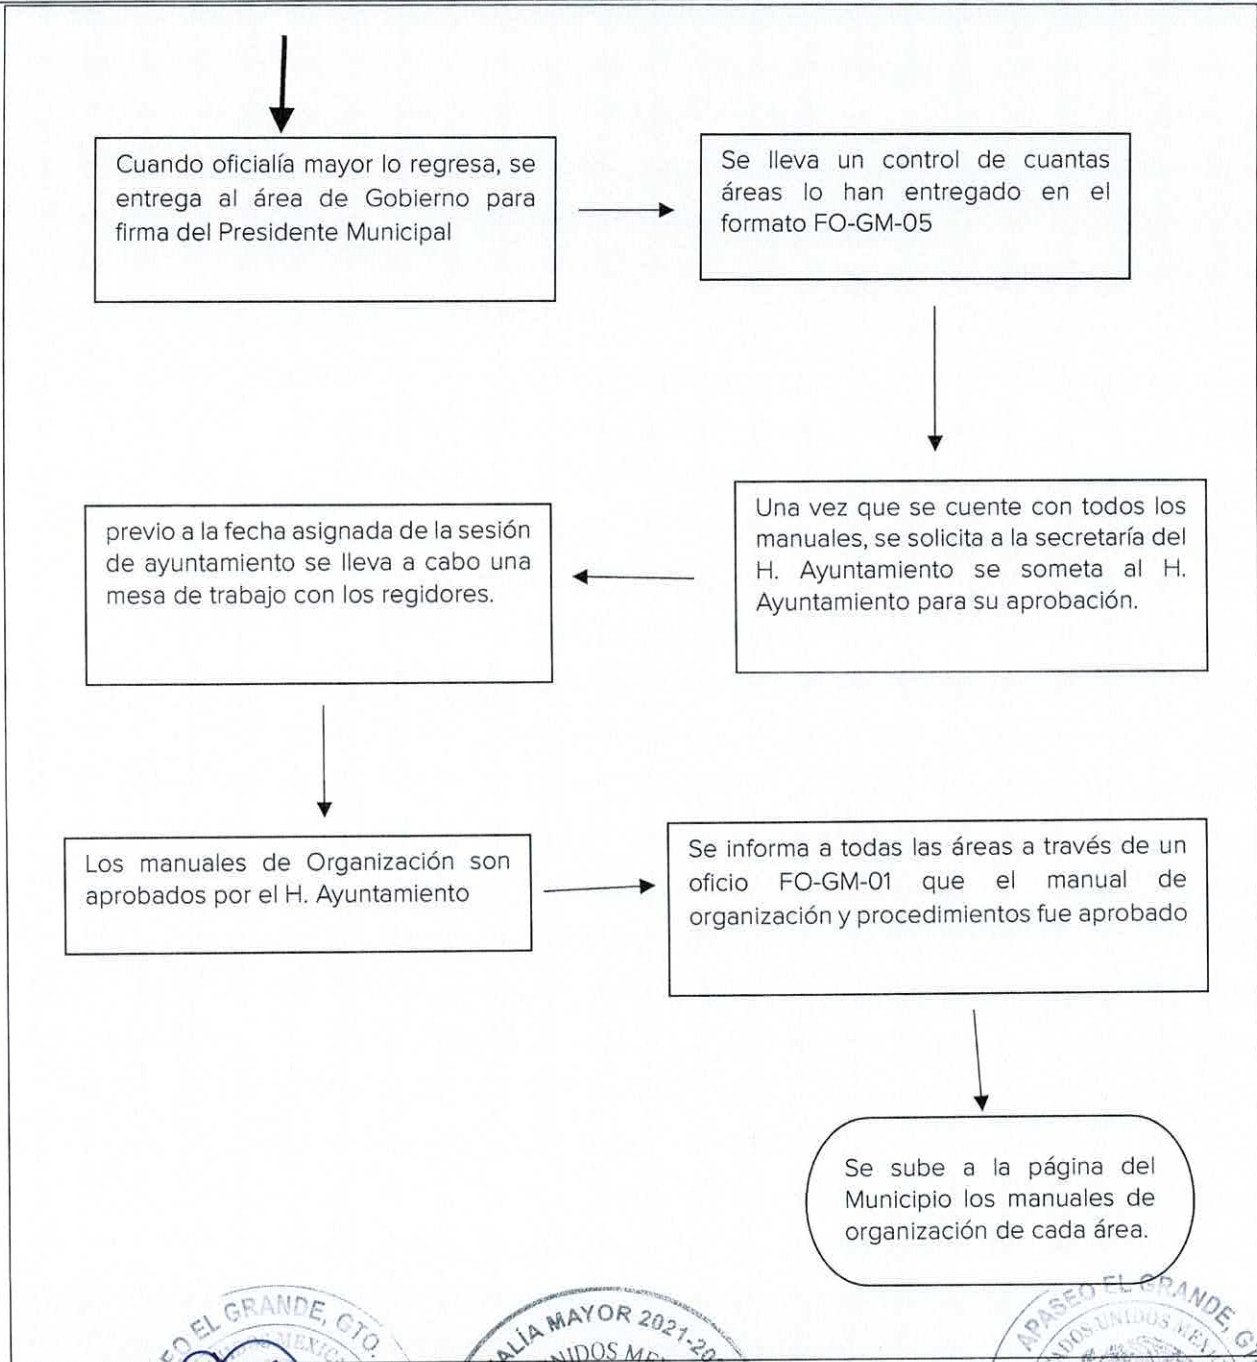 Cuando oficialía mayor lo regresa, se
entrega al área de Gobierno para
firma del Presidente Municipal
Se lleva un control de cuantas
áreas lo han entregado en el
formato FO-GM-05
Una vez que se cuente con todos los
manuales, se solicita a la secretaría del
H. Ayuntamiento se someta al H.
Ayuntamiento para su aprobación.
previo a la fecha asignada de la sesión
de ayuntamiento se lleva a cabo una
mesa de trabajo con los regidores.
Los manuales de Organización son
aprobados por el H. Ayuntamiento
Se informa a todas las áreas a través de un
oficio FO-GM-01 que el manual de
organización y procedimientos fue aprobado
Se sube a la página del
Municipio los manuales de
organización de cada área.
EL GRANDE, GTO.
MAYOR 2021-20
APASEO EL GRANDE, G
UNIDOS